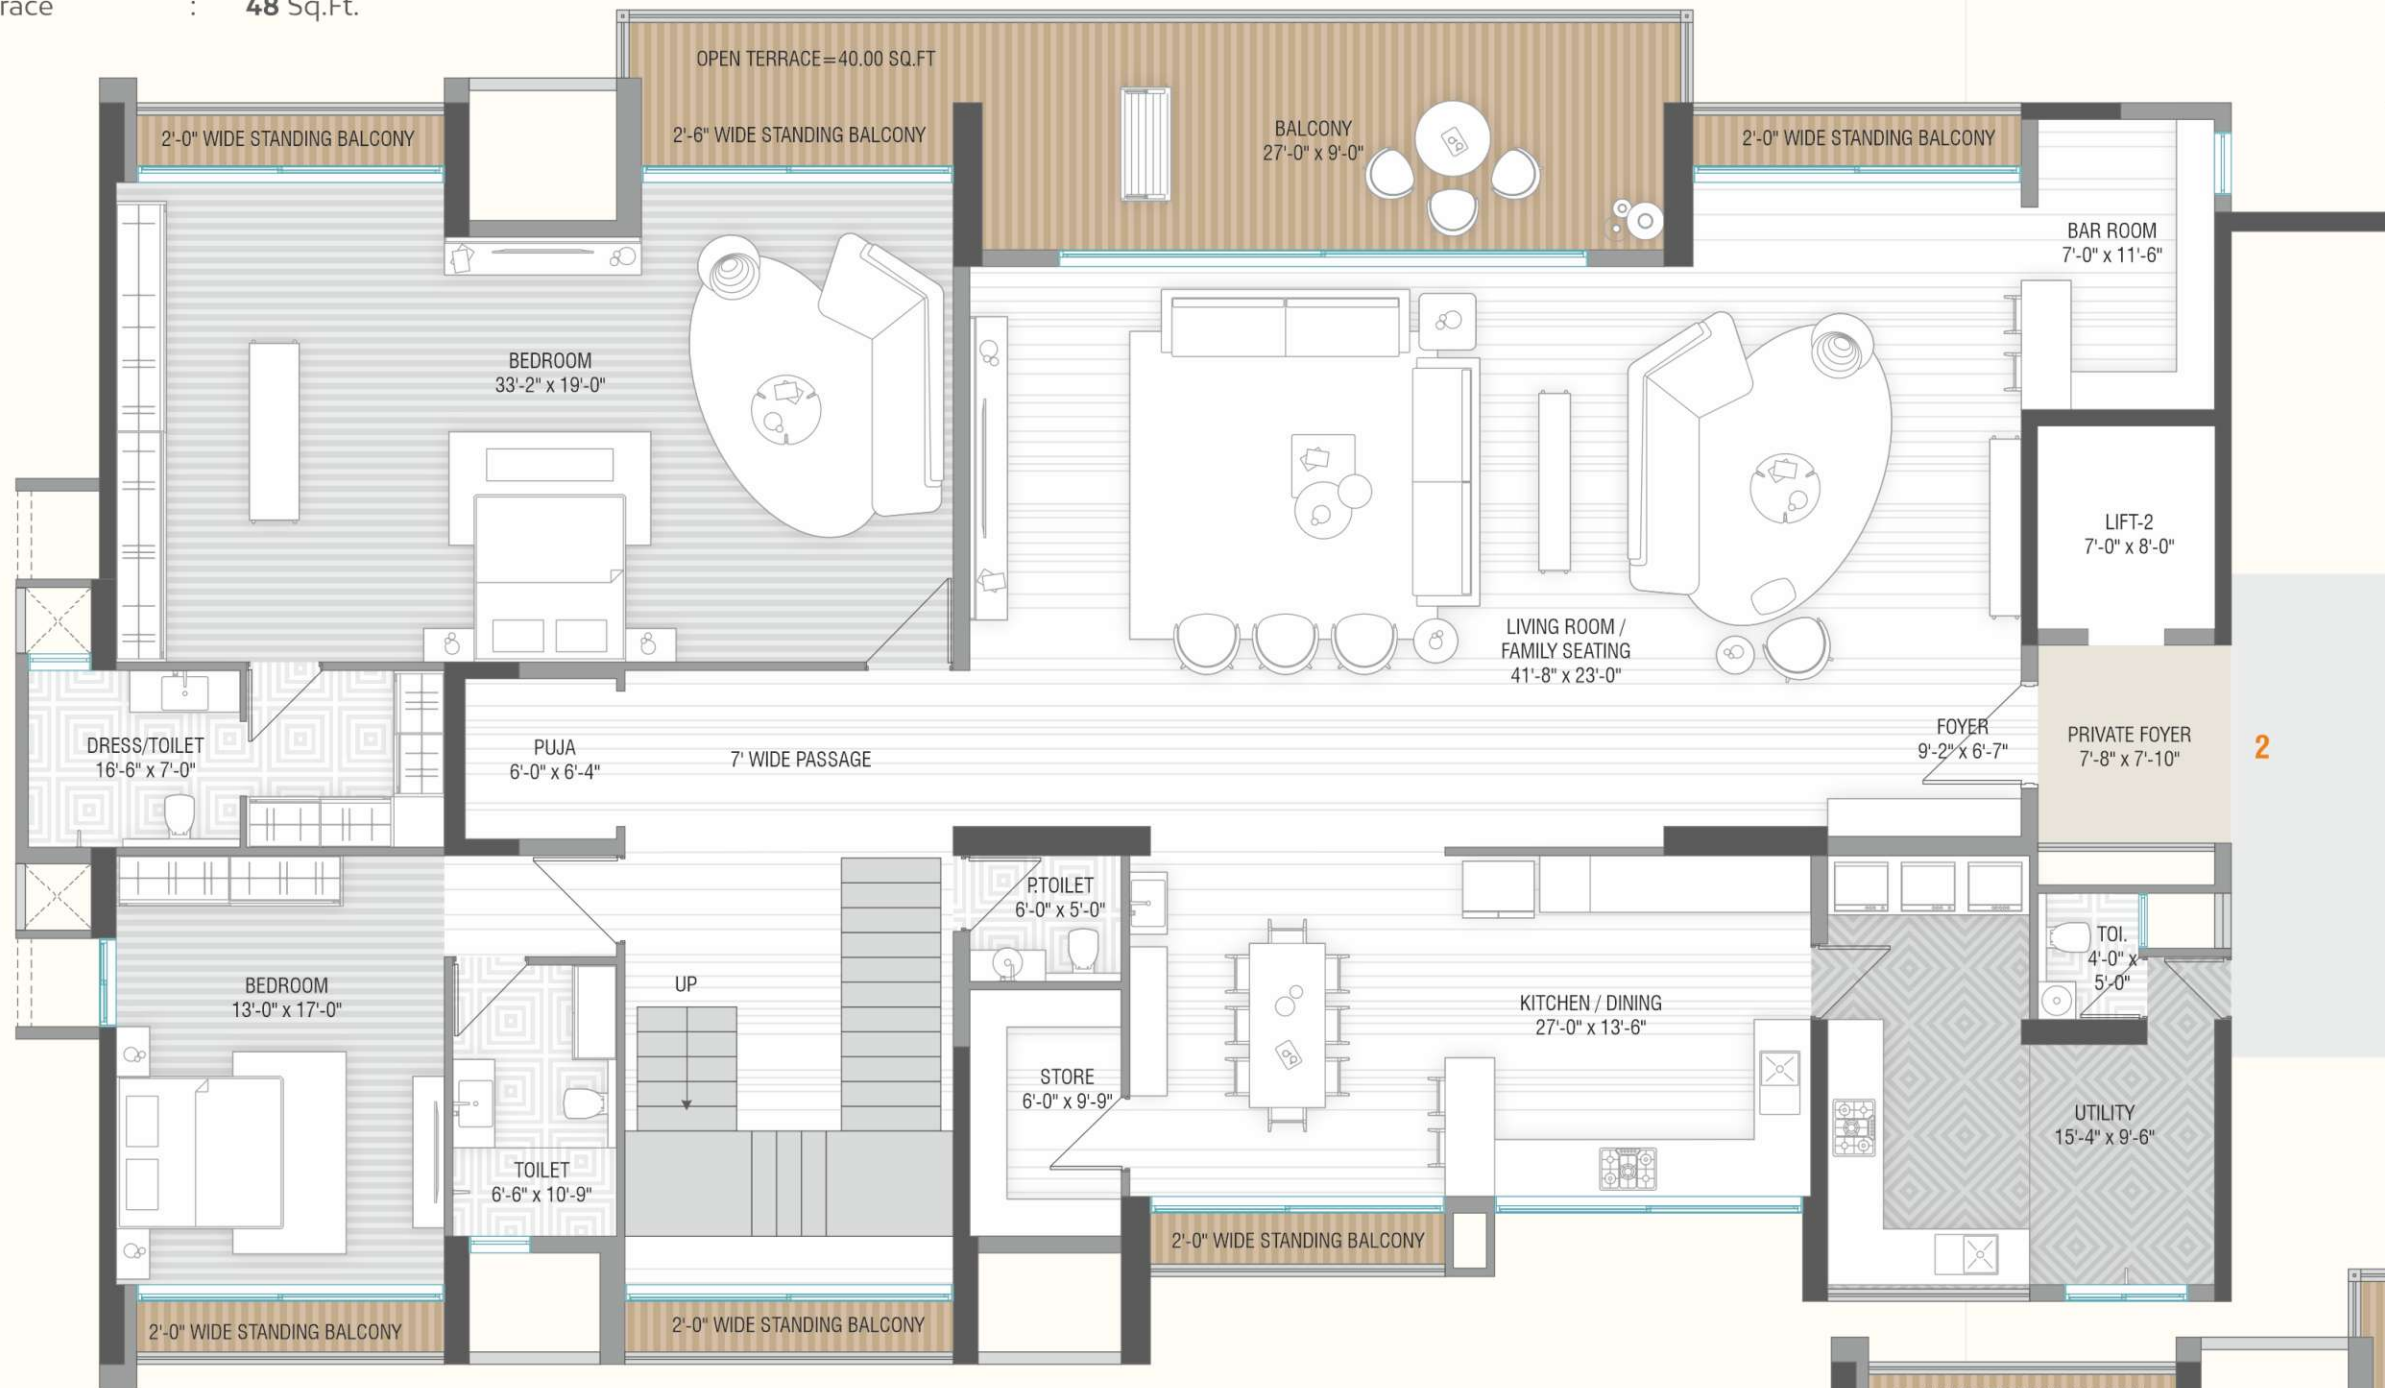 : 48 Sq.Ft.
OPEN TERRACE=40.00 SQ.FT
2'-0" WIDE STANDING BALCONY
2'-6" WIDE STANDING BALCONY
BALCONY
27'-0" x 9'-0"
2'-0" WIDE STANDING BALCONY
BAR ROOM
7'-0" x 11'-6"
BEDROOM
33'-2" x 19'-0"
LIFT-2
7'-0" x 8'-0"
LIVING ROOM /
FAMILY SEATING
41'-8" x 23'-0"
DRESS/TOILET
16'-6" x 7'-0"
PUJA
6'-0" x 6'-4"
7' WIDE PASSAGE
FOYER
9'-2" x 6'-7"
PRIVATE FOYER
7'-8" x 7'-10"
2
P.TOILET
6'-0" x 5'-0"
TOI.
4'-0" x
5'-0"
BEDROOM
13'-0" x 17'-0"
UP
KITCHEN / DINING
27'-0" x 13'-6"
STORE
6'-0" x 9'-9"
UTILITY
15'-4" x 9'-6"
TOILET
6'-6" x 10'-9"
2'-0" WIDE STANDING BALCONY
2'-0" WIDE STANDING BALCONY
2'-0" WIDE STANDING BALCONY